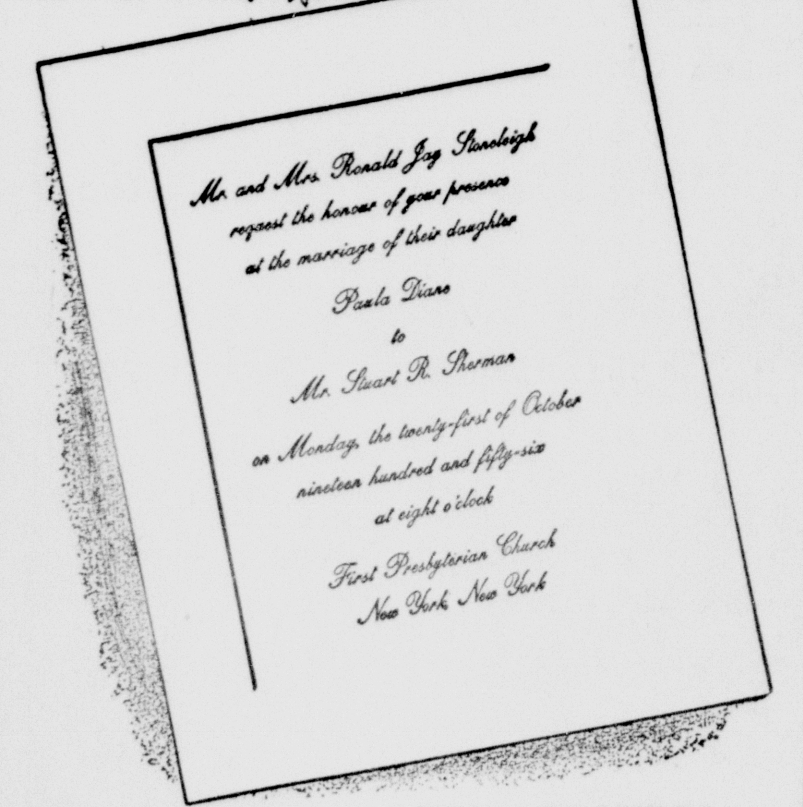 Mr. and Mrs. Ronald Jay Stoneleigh
request the honour of your presence
at the marriage of their daughter
Paula Diane
to
Mr. Stuart R. Sherman
on Monday, the twenty-first of October
nineteen hundred and fifty-six
at eight o'clock
First Presbyterian Church
New York, New York